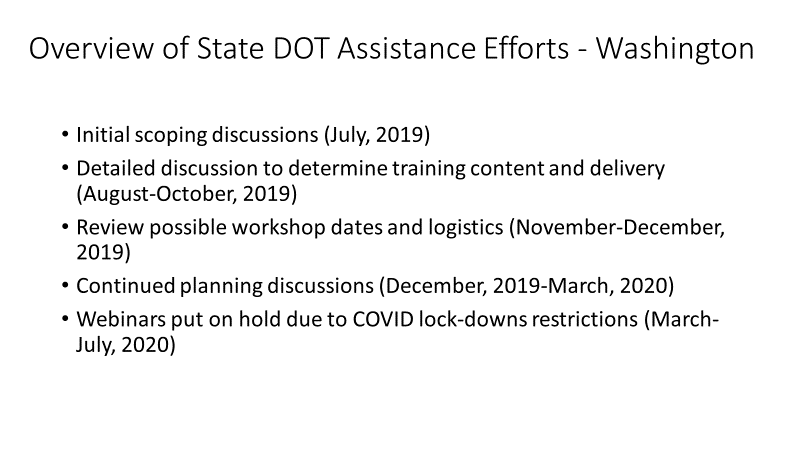 Overview of State DOT Assistance Efforts - Washington
• Initial scoping discussions (July, 2019)
• Detailed discussion to determine training content and delivery
(August-October, 2019)
• Review possible workshop dates and logistics (November-December,
2019)
• Continued planning discussions (December, 2019-March, 2020)
• Webinars put on hold due to COVID lock-downs restrictions (March-
July, 2020)